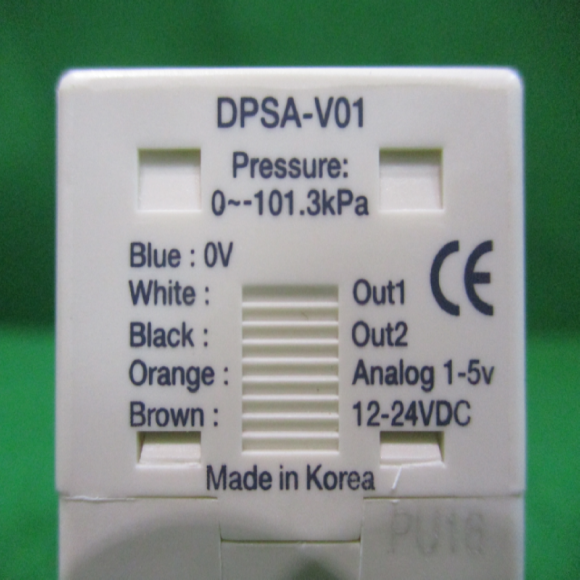 DPSA-V01
Pressure:
0~-101.3kPa
Blue : 0V
White : Out1
Black : Out2
Orange : Analog 1-5v
Brown : 12-24VDC
CE
Made in Korea
PU16